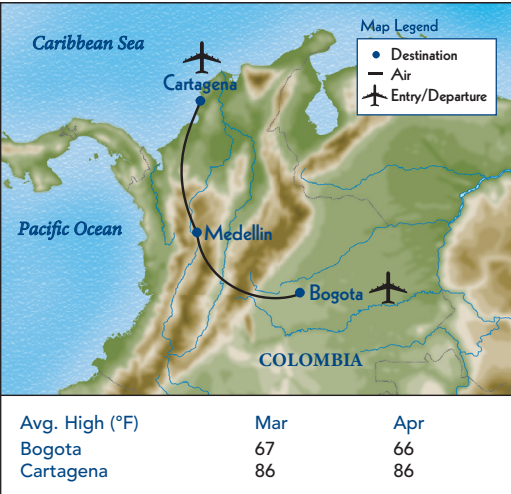 Caribbean Sea
Map Legend
Destination
Air
Entry/Departure
Cartagena
Pacific Ocean
Medellin
Bogota
COLOMBIA
Avg. High (°F) Mar Apr
Bogota 67 66
Cartagena 86 86